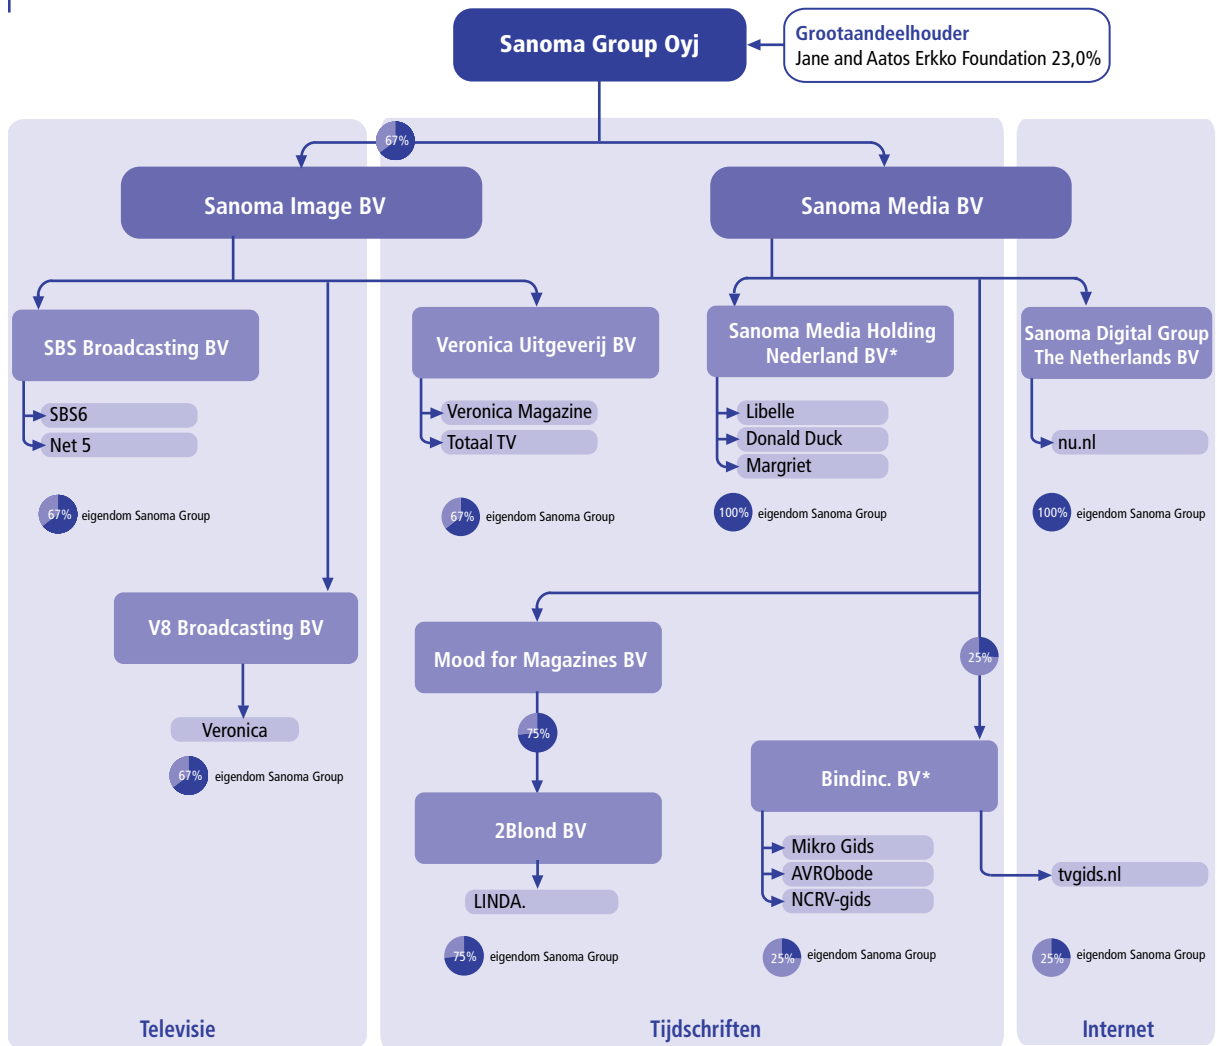 Sanoma Group Oyj
Grootaandeelhouder
Jane and Aatos Erkko Foundation 23,0%
67%
Sanoma Image BV
Sanoma Media BV
SBS Broadcasting BV
SBS6
Net 5
67% eigendom Sanoma Group
Veronica Uitgeverij BV
Veronica Magazine
Totaal TV
67% eigendom Sanoma Group
Sanoma Media Holding
Nederland BV*
Libelle
Donald Duck
Margriet
100% eigendom Sanoma Group
Sanoma Digital Group
The Netherlands BV
nu.nl
100% eigendom Sanoma Group
V8 Broadcasting BV
Veronica
67% eigendom Sanoma Group
Mood for Magazines BV
75%
2Blond BV
LINDA.
75% eigendom Sanoma Group
25%
Bindinc. BV*
Mikro Gids
AVRObode
NCRV-gids
25% eigendom Sanoma Group
tvgids.nl
25% eigendom Sanoma Group
Televisie
Tijdschriften
Internet